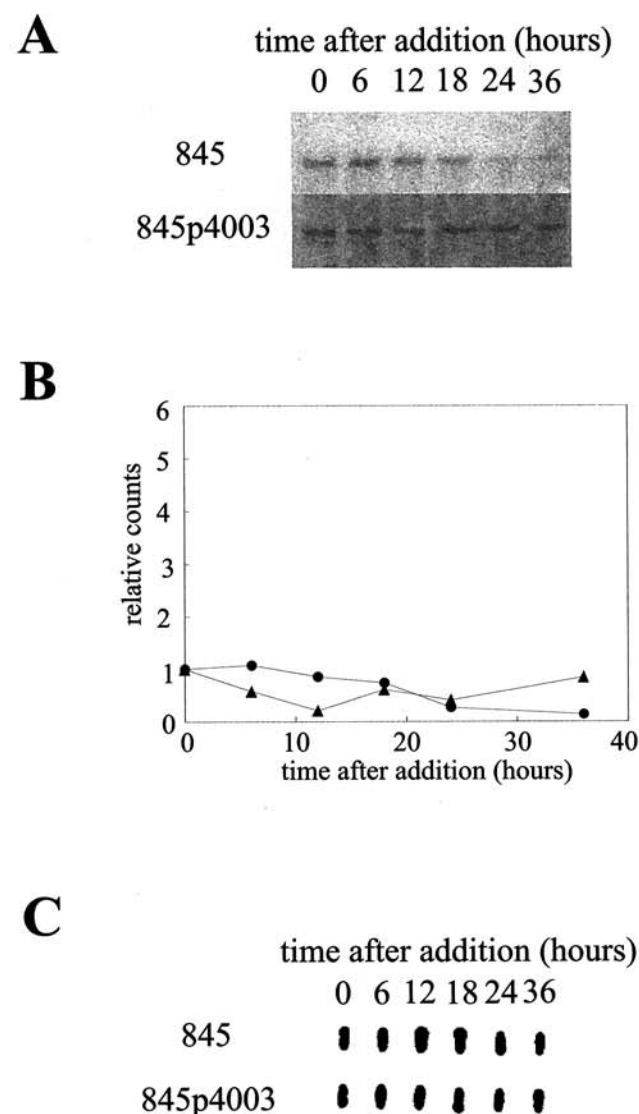 A
time after addition (hours)
0 6 12 18 24 36
845
845p4003
B
6
5
4
3
2
1
0
relative counts
0 10 20 30 40
time after addition (hours)
C
time after addition (hours)
0 6 12 18 24 36
845
845p4003